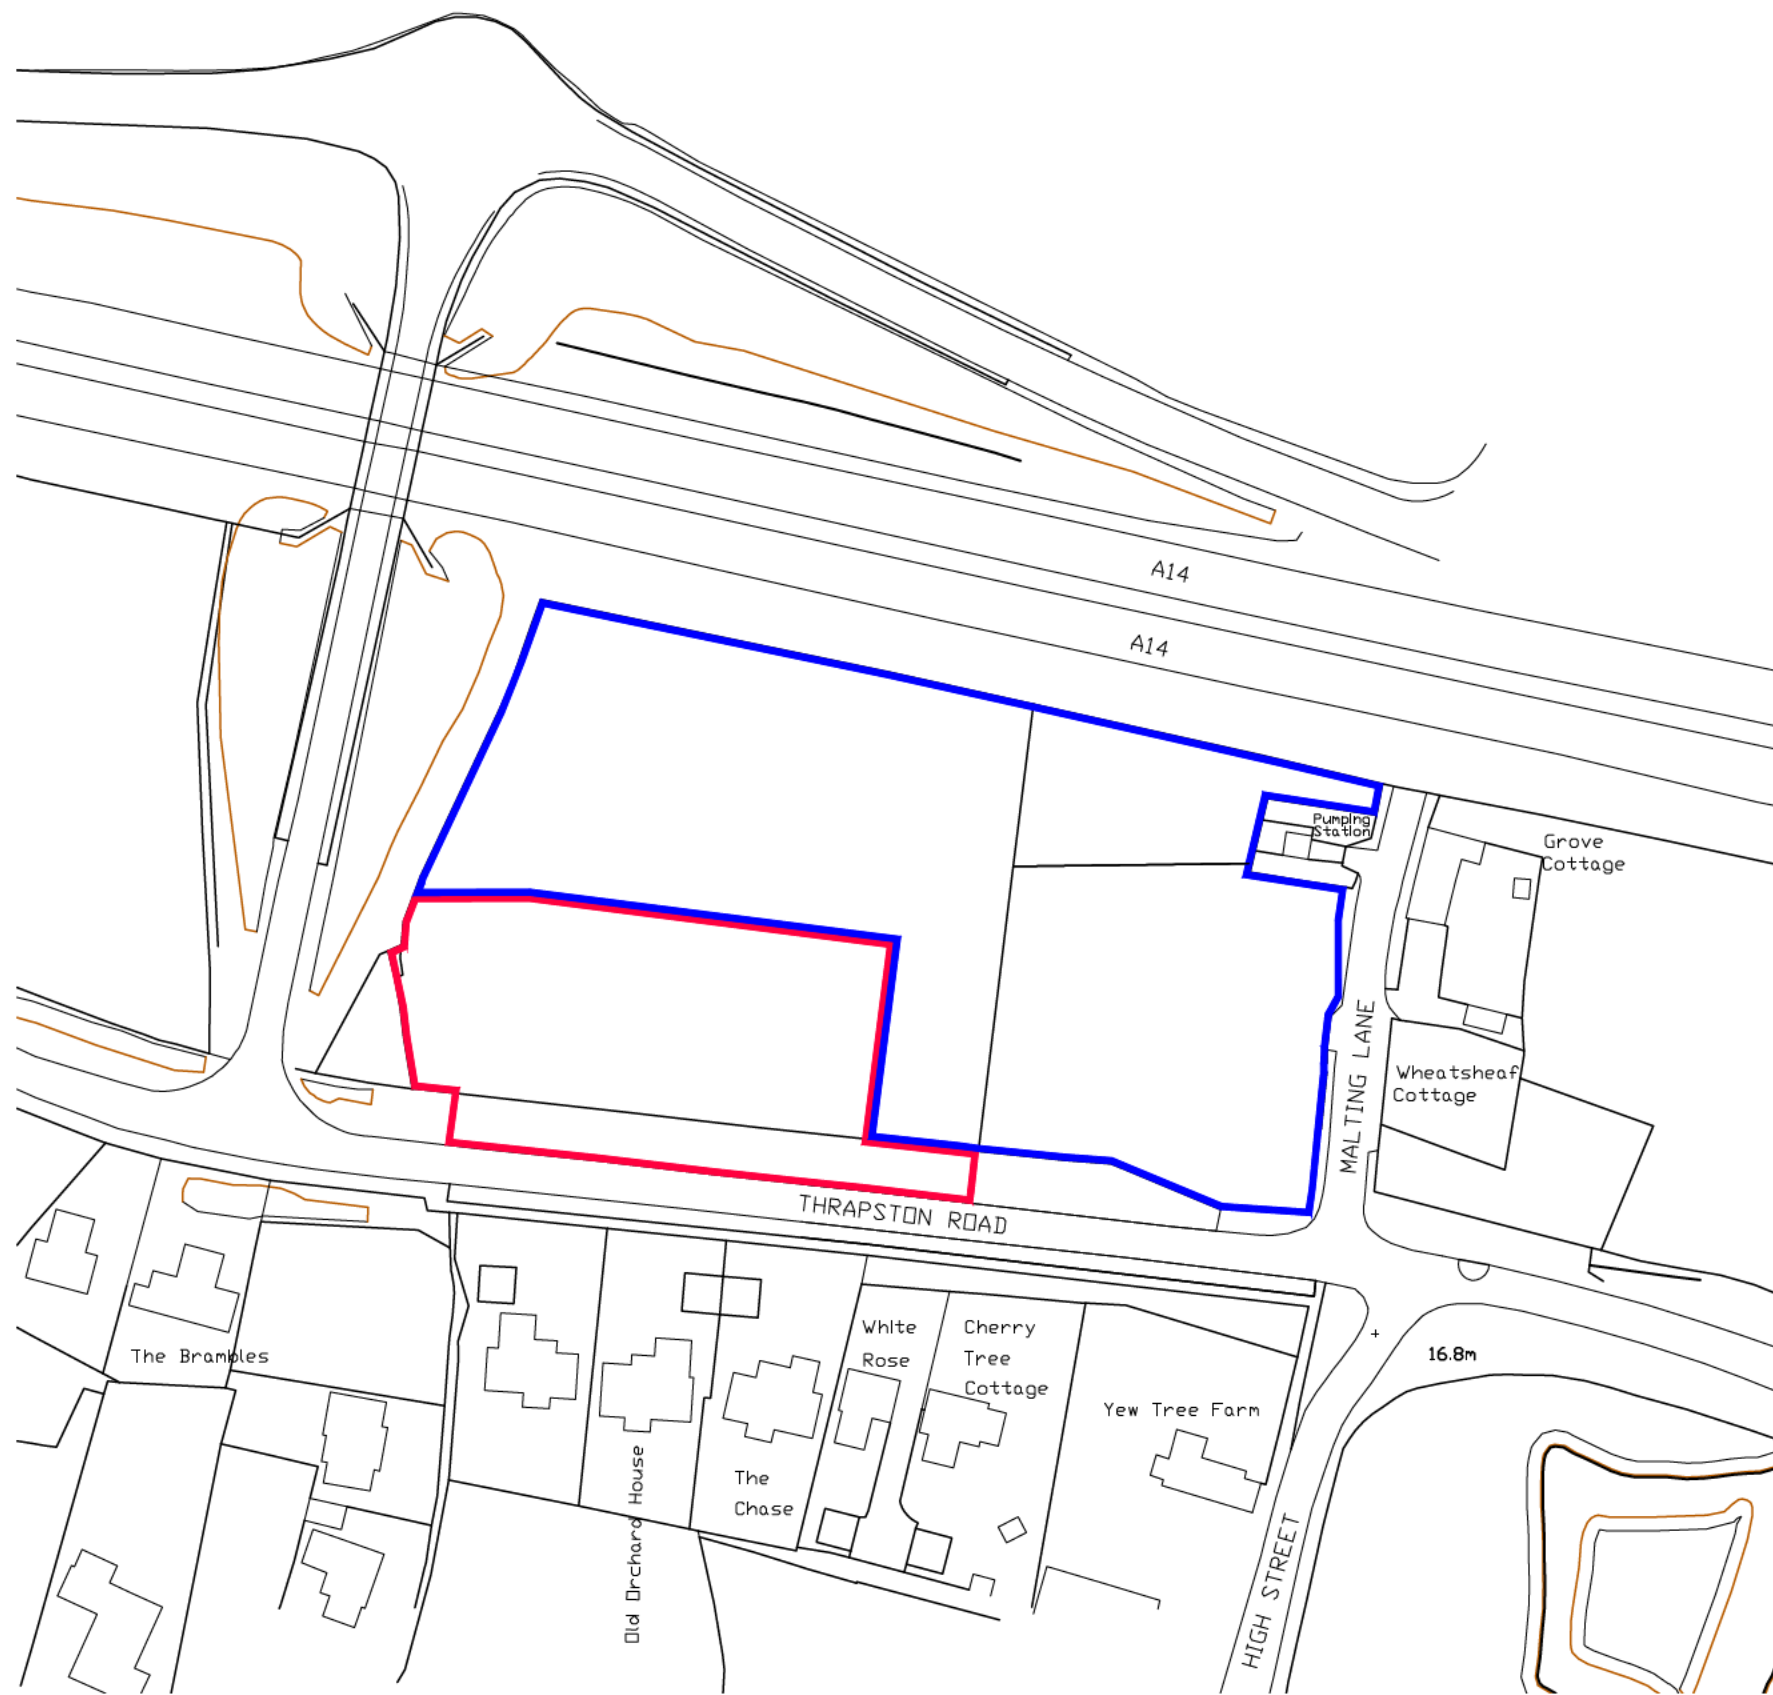 A14
A14
Pumping
Station
Grove
Cottage
MALTING LANE
Wheatsheaf
Cottage
THRAPSTON ROAD
White
Rose
Cherry
Tree
Cottage
16.8m
The Brambles
Yew Tree Farm
Old Orchard House
The
Chase
HIGH STREET